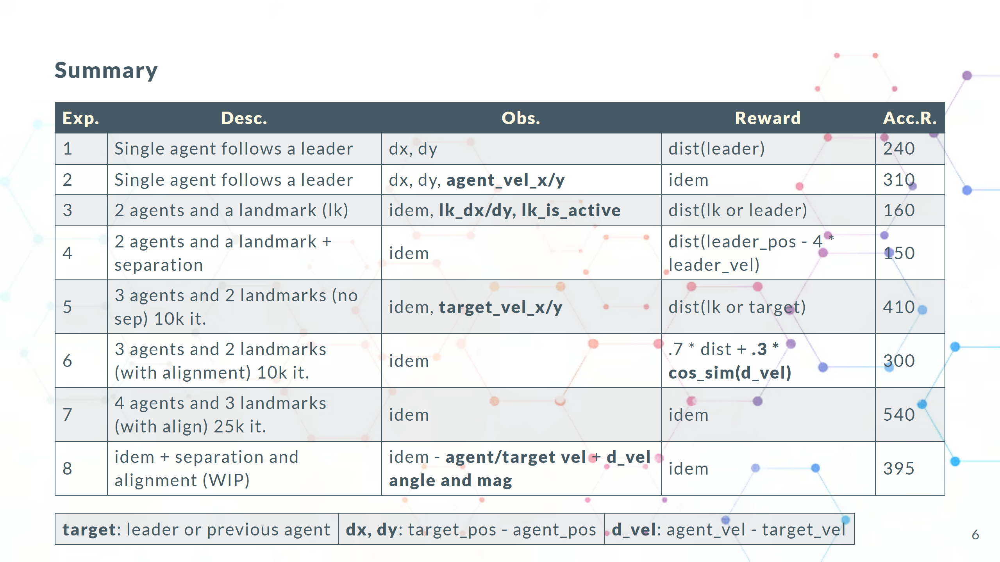 Summary
Exp. Desc. Obs. Reward Acc.R.
1 Single agent follows a leader dx, dy dist(leader) 240
2 Single agent follows a leader dx, dy, agent_vel_x/y idem 310
3 2 agents and a landmark (lk) idem, lk_dx/dy, lk_is_active dist(lk or leader) 160
4 2 agents and a landmark +
separation idem dist(leader_pos - 4 *
leader_vel) 150
5 3 agents and 2 landmarks (no
sep) 10k it. idem, target_vel_x/y dist(lk or target) 410
6 3 agents and 2 landmarks
(with alignment) 10k it. idem .7 * dist + .3 *
cos_sim(d_vel) 300
7 4 agents and 3 landmarks
(with align) 25k it. idem idem 540
8 idem + separation and
alignment (WIP) idem - agent/target vel + d_vel
angle and mag idem 395
target: leader or previous agent dx, dy: target_pos - agent_pos d_vel: agent_vel - target_vel
6